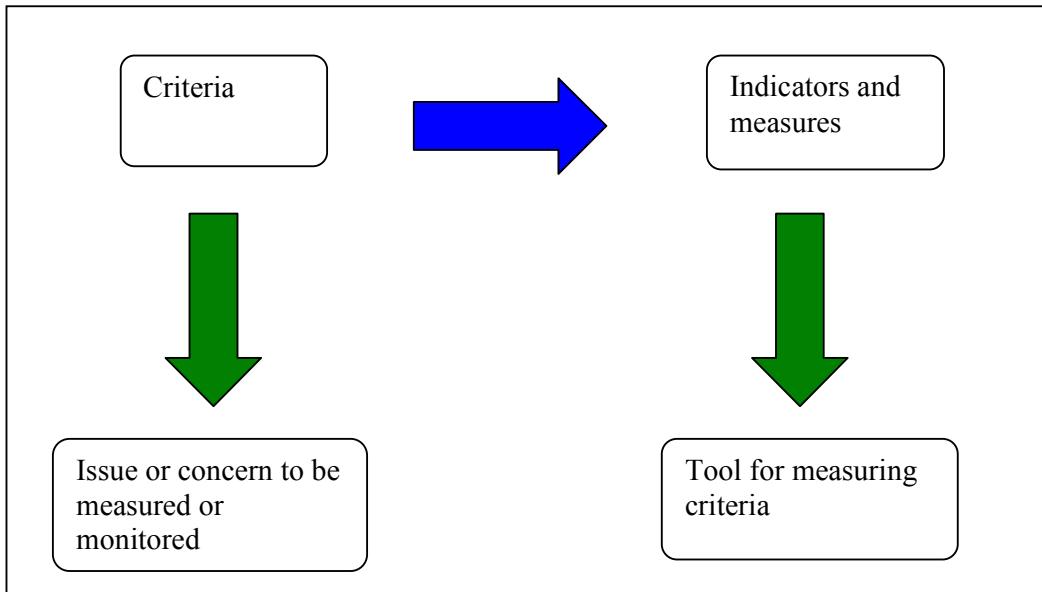 Criteria
Indicators and
measures
Issue or concern to be
measured or
monitored
Tool for measuring
criteria